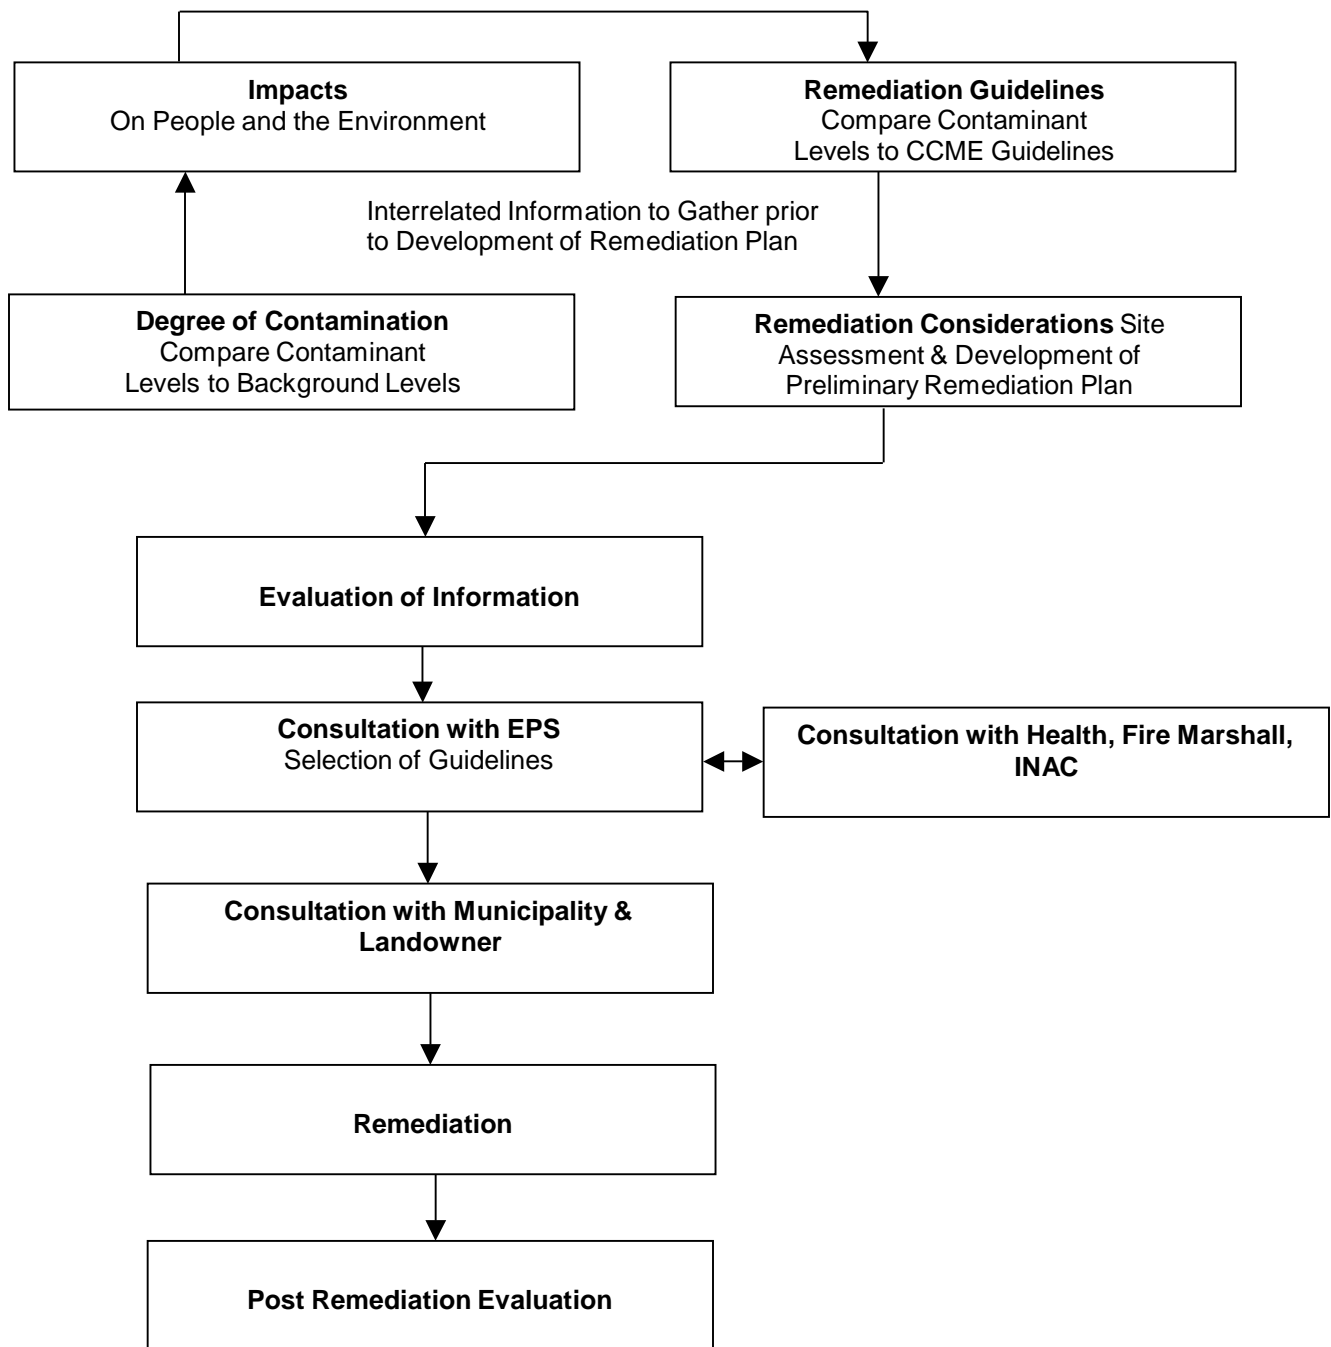 Impacts
On People and the Environment
Remediation Guidelines
Compare Contaminant
Levels to CCME Guidelines
Interrelated Information to Gather prior
to Development of Remediation Plan
Degree of Contamination
Compare Contaminant
Levels to Background Levels
Remediation Considerations Site
Assessment & Development of
Preliminary Remediation Plan
Evaluation of Information
Consultation with EPS
Selection of Guidelines
Consultation with Health, Fire Marshall,
INAC
Consultation with Municipality &
Landowner
Remediation
Post Remediation Evaluation